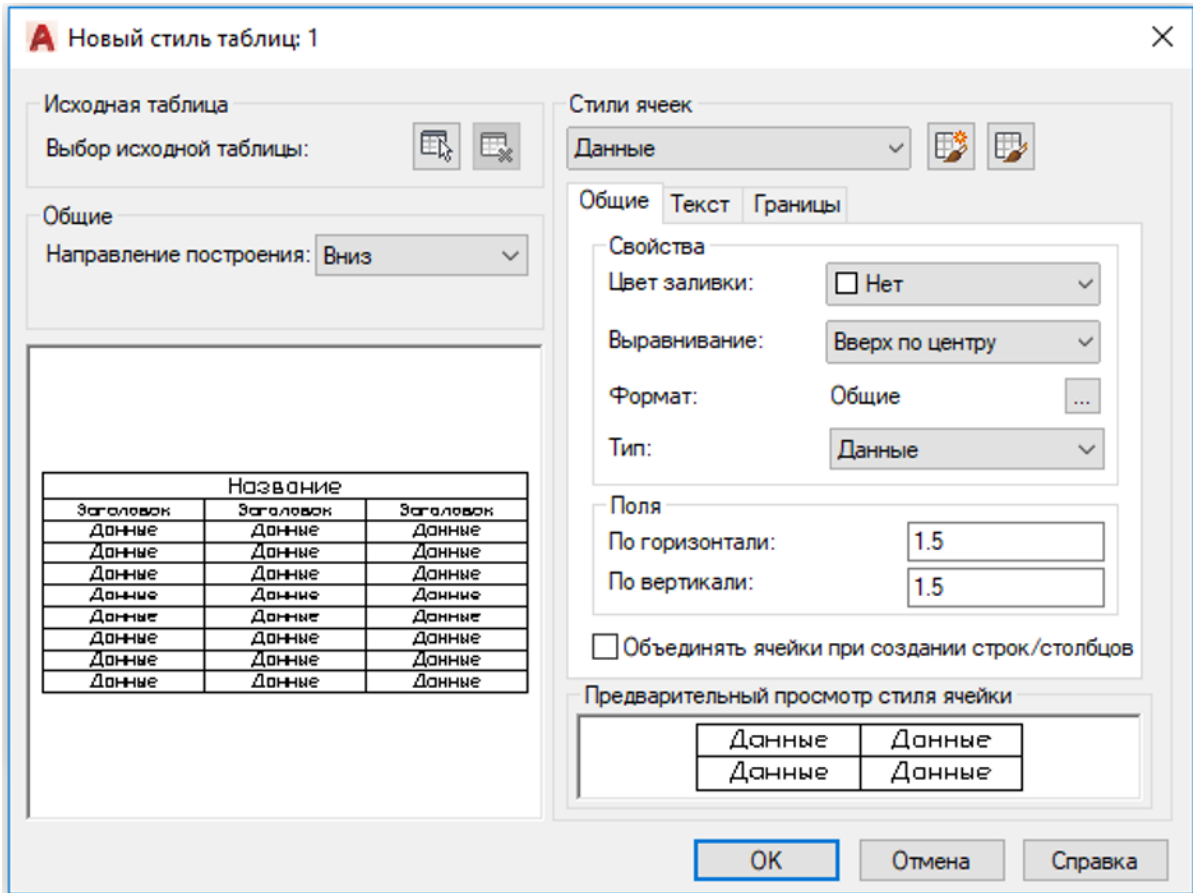 Новый стиль таблиц: 1
Исходная таблица
Выбор исходной таблицы:
Общие
Направление построения: Вниз
Название
Заголовок Заголовок Заголовок
Данные Данные Данные
Данные Данные Данные
Данные Данные Данные
Данные Данные Данные
Данные Данные Данные
Данные Данные Данные
Данные Данные Данные
Данные Данные Данные
Стили ячеек
Данные
Общие Текст Границы
Свойства
Цвет заливки: Нет
Выравнивание: Вверх по центру
Формат: Общие ...
Тип: Данные
Поля
По горизонтали: 1.5
По вертикали: 1.5
Объединять ячейки при создании строк/столбцов
Предварительный просмотр стиля ячейки
Данные Данные
Данные Данные
OK Отмена Справка